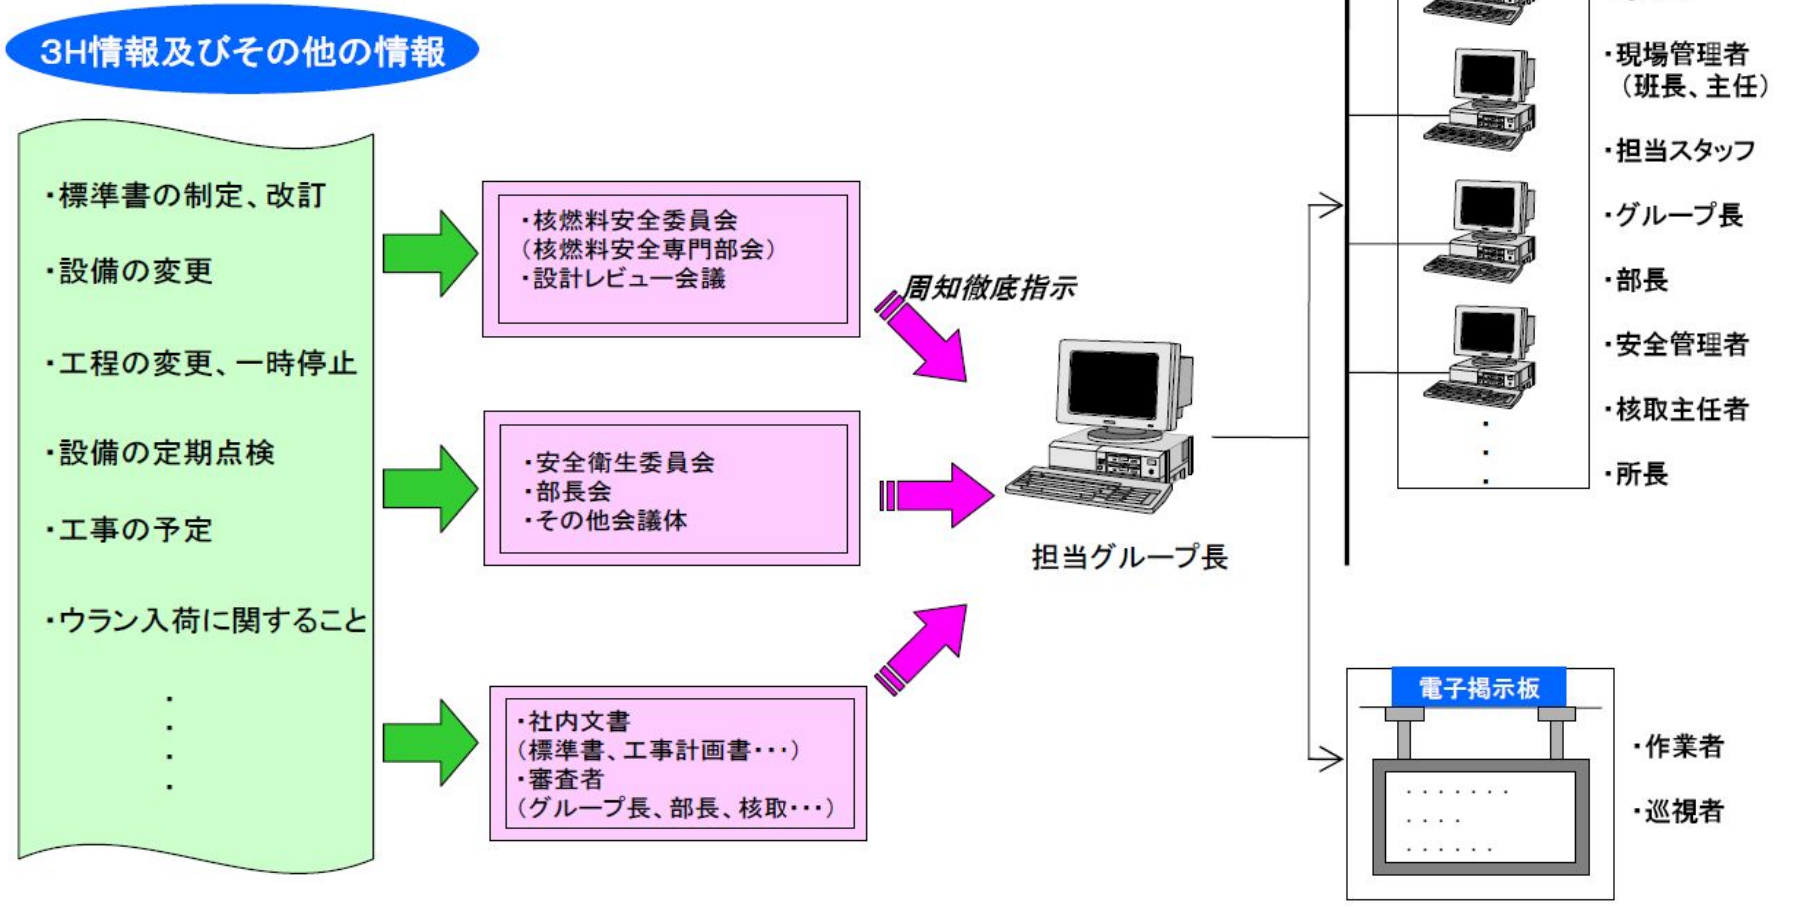 3H情報及びその他の情報
・標準書の制定、改訂
・設備の変更
・工程の変更、一時停止
・設備の定期点検
・工事の予定
・ウラン入荷に関すること
・核燃料安全委員会
(核燃料安全専門部会)
・設計レビュー会議
・安全衛生委員会
・部長会
・その他会議体
・社内文書
(標準書、工事計画書・・・)
・審査者
(グループ長、部長、核取・・・)
周知徹底指示
担当グループ長
・現場管理者
(班長、主任)
・担当スタッフ
・グループ長
・部長
・安全管理者
・核取主任者
・所長
電子掲示板
・作業者
・巡視者